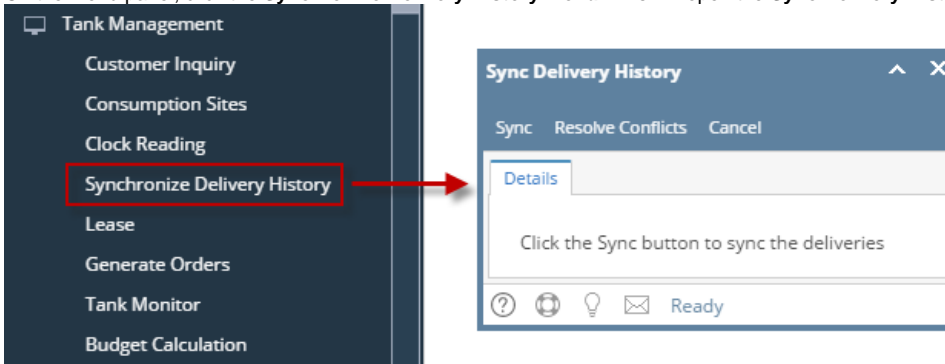 Tank Management
Customer Inquiry
Consumption Sites
Clock Reading
Synchronize Delivery History
Lease
Generate Orders
Tank Monitor
Budget Calculation
Sync Delivery History
Sync Resolve Conflicts Cancel
Details
Click the Sync button to sync the deliveries
Ready